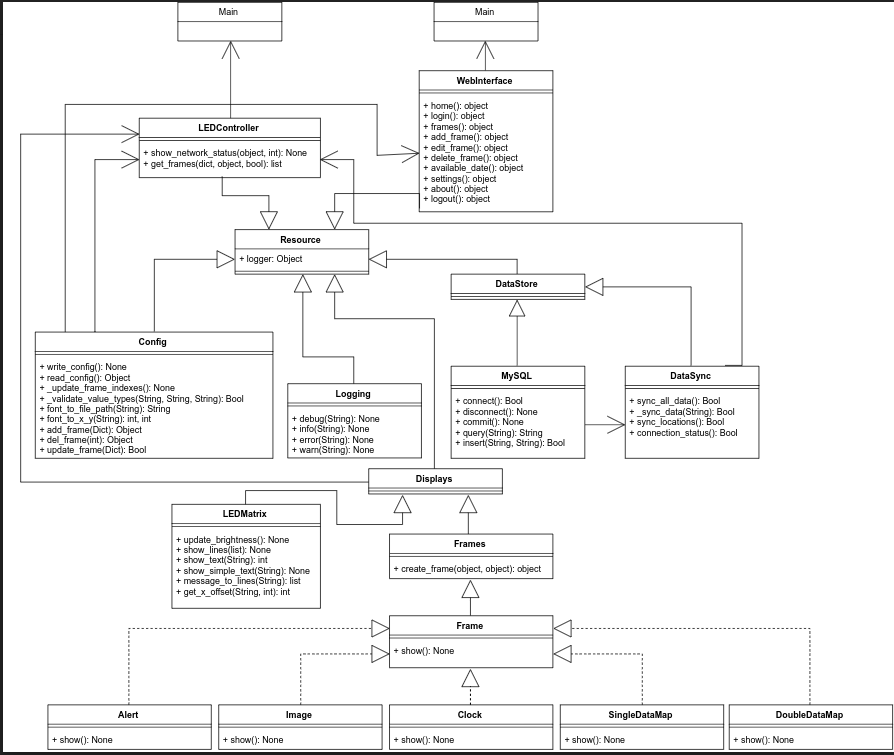 Main
Main
WebInterface
+ home(): object
+ login(): object
+ frames(): object
+ add_frame(): object
+ edit_frame(): object
+ delete_frame(): object
+ available_date(): object
+ settings(): object
+ about(): object
+ logout(): object
LEDController
+ show_network_status(object, int): None
+ get_frames(dict, object, bool): list
Resource
+ logger: Object
DataStore
Config
+ write_config(): None
+ read_config(): Object
+ _update_frame_indexes(): None
+ _validate_value_types(String, String, String): Bool
+ font_to_file_path(String): String
+ font_to_x_y(String): int, int
+ add_frame(Dict): Object
+ del_frame(int): Object
+ update_frame(Dict): Bool
Logging
+ debug(String): None
+ info(String): None
+ error(String): None
+ warn(String): None
MySQL
+ connect(): Bool
+ disconnect(): None
+ commit(): None
+ query(String): String
+ insert(String, String): Bool
DataSync
+ sync_all_data(): Bool
+ _sync_data(String): Bool
+ sync_locations(): Bool
+ connection_status(): Bool
Displays
LEDMatrix
+ update_brightness(): None
+ show_lines(list): None
+ show_text(String): int
+ show_simple_text(String): None
+ message_to_lines(String): list
+ get_x_offset(String, int): int
Frames
+ create_frame(object, object): object
Frame
+ show(): None
Alert
+ show(): None
Image
+ show(): None
Clock
+ show(): None
SingleDataMap
+ show(): None
DoubleDataMap
+ show(): None